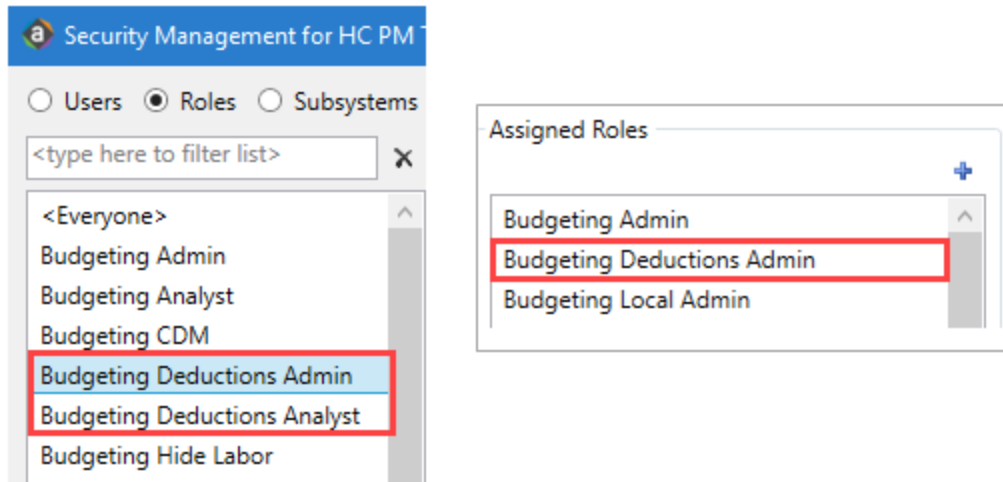 Security Management for HC PM
Users Roles Subsystems
<type here to filter list>
<Everyone>
Budgeting Admin
Budgeting Analyst
Budgeting CDM
Budgeting Deductions Admin
Budgeting Deductions Analyst
Budgeting Hide Labor
Assigned Roles
Budgeting Admin
Budgeting Deductions Admin
Budgeting Local Admin